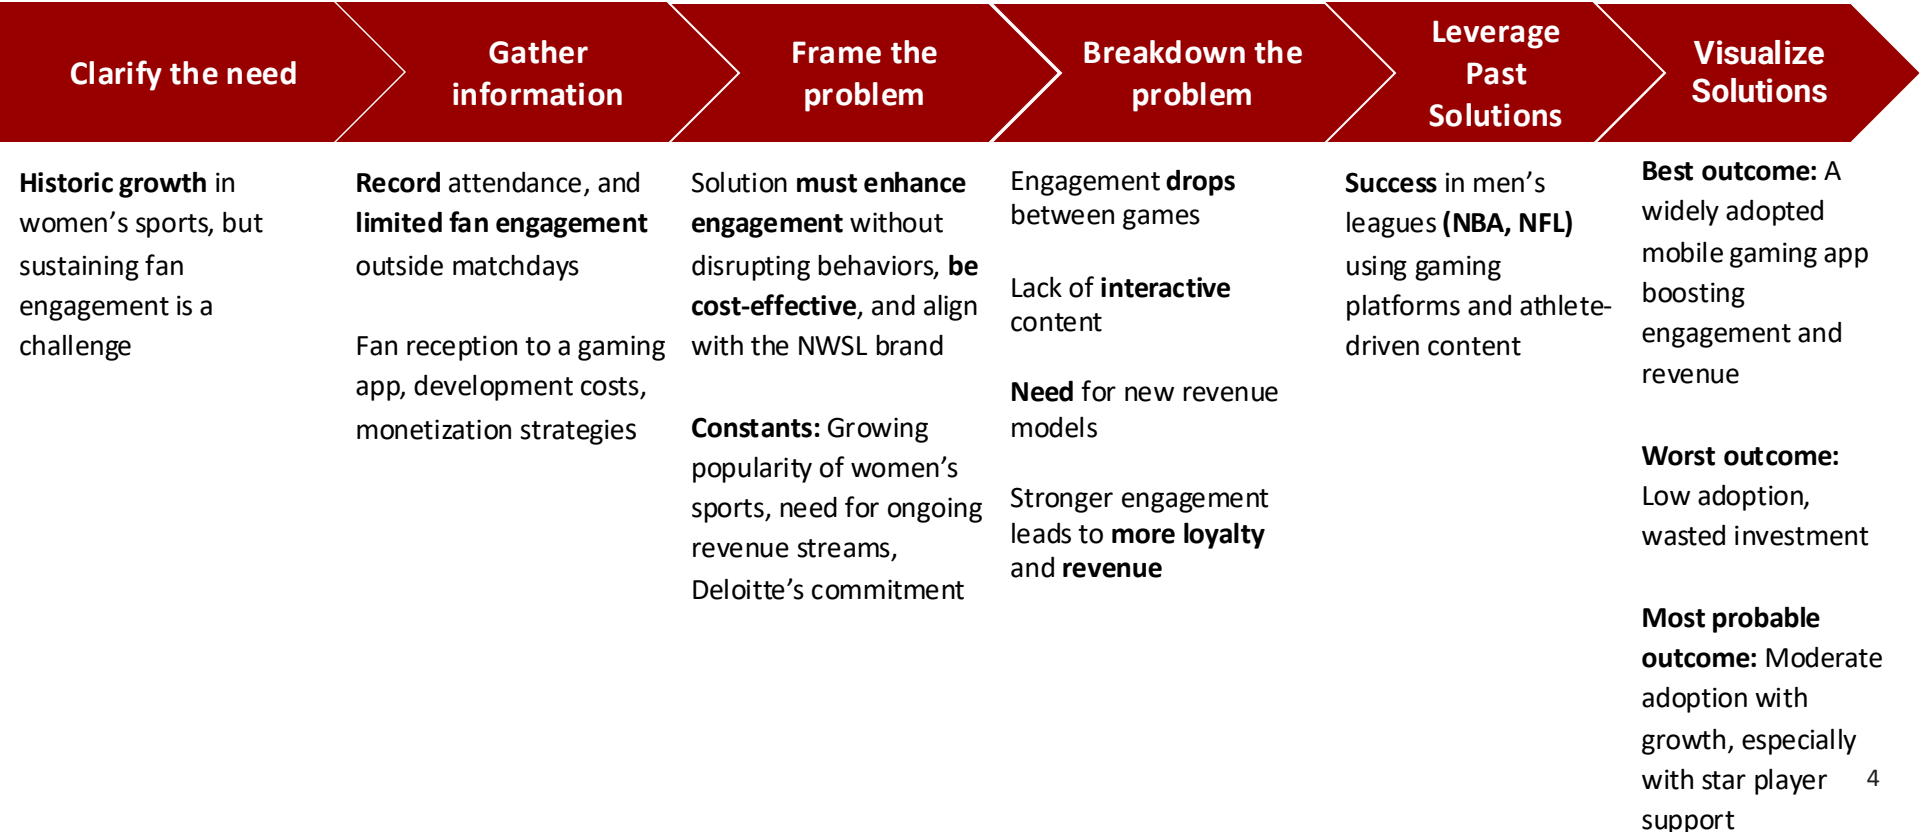 Clarify the need
Gather
information
Frame the
problem
Breakdown the
problem
Leverage
Past
Solutions
Visualize
Solutions
Historic growth in
women’s sports, but
sustaining fan
engagement is a
challenge
Record attendance, and
limited fan engagement
outside matchdays
Fan reception to a gaming
app, development costs,
monetization strategies
Solution must enhance
engagement without
disrupting behaviors, be
cost-effective, and align
with the NWSL brand
Constants: Growing
popularity of women’s
sports, need for ongoing
revenue streams,
Deloitte’s commitment
Engagement drops
between games
Lack of interactive
content
Need for new revenue
models
Stronger engagement
leads to more loyalty
and revenue
Success in men’s
leagues (NBA, NFL)
using gaming
platforms and athlete-
driven content
Best outcome: A
widely adopted
mobile gaming app
boosting
engagement and
revenue
Worst outcome:
Low adoption,
wasted investment
Most probable
outcome: Moderate
adoption with
growth, especially
with star player
support
4